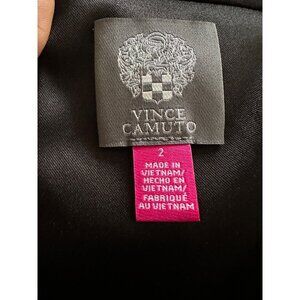 VINCE
CAMUTO
2
MADE IN
VIETNAM/
HECHO EN
VIETNAM/
FABRIQUÉ
AU VIETNAM